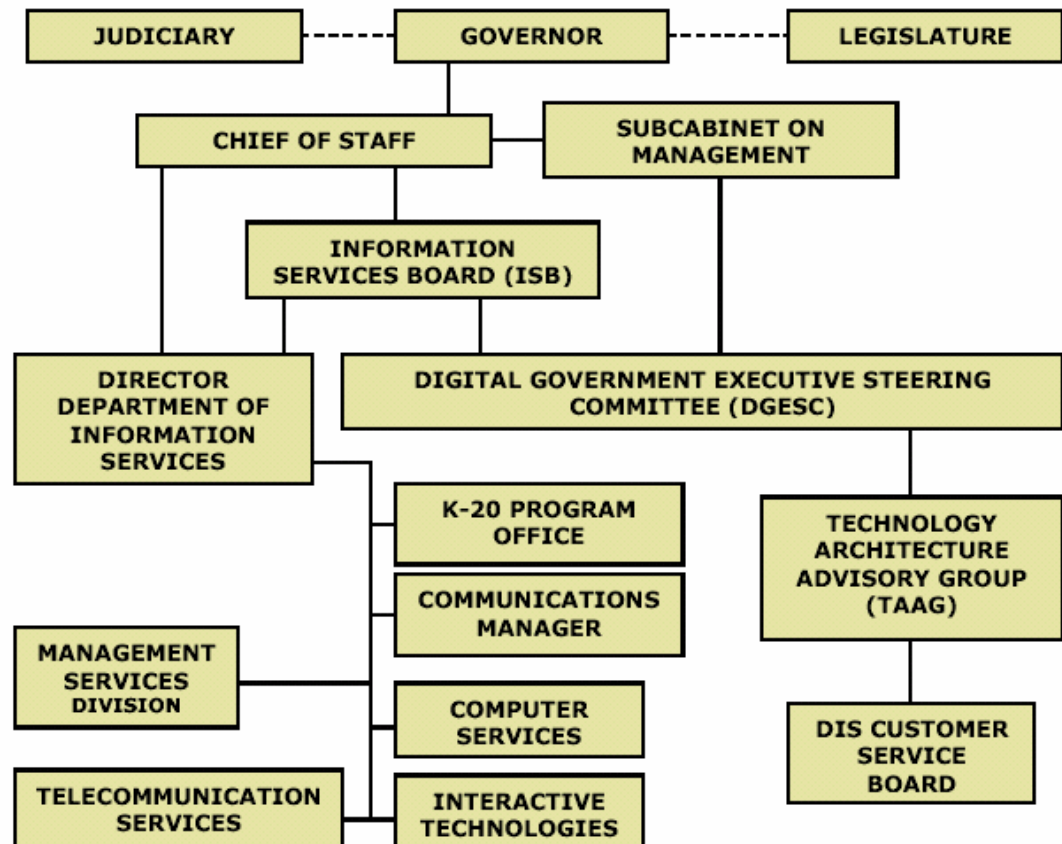 JUDICIARY
GOVERNOR
LEGISLATURE
CHIEF OF STAFF
SUBCABINET ON
MANAGEMENT
INFORMATION
SERVICES BOARD (ISB)
DIRECTOR
DEPARTMENT OF
INFORMATION
SERVICES
DIGITAL GOVERNMENT EXECUTIVE STEERING
COMMITTEE (DGESC)
K-20 PROGRAM
OFFICE
TECHNOLOGY
ARCHITECTURE
ADVISORY GROUP
(TAAG)
COMMUNICATIONS
MANAGER
MANAGEMENT
SERVICES
DIVISION
COMPUTER
SERVICES
DIS CUSTOMER
SERVICE
BOARD
TELECOMMUNICATION
SERVICES
INTERACTIVE
TECHNOLOGIES